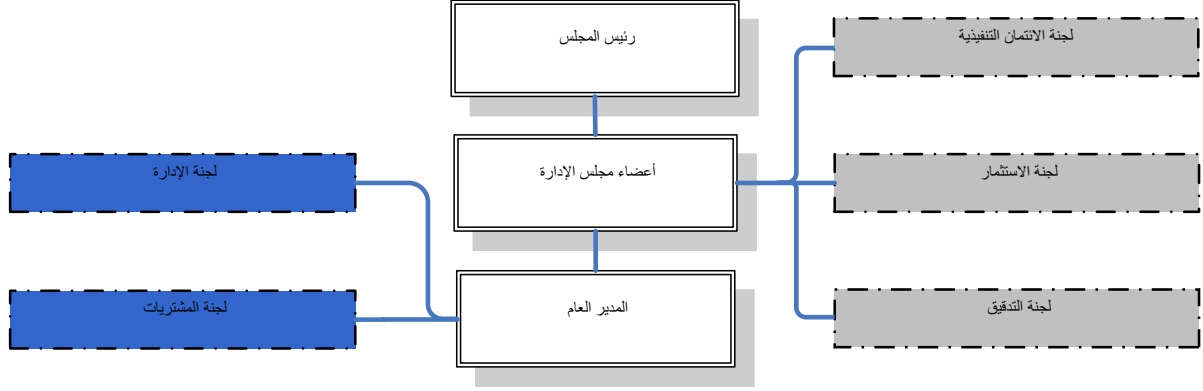 رئيس المجلس
لجنة الائتمان التنفيذية
أعضاء مجلس الإدارة
لجنة الاستثمار
لجنة الإدارة
المدير العام
لجنة التدقيق
لجنة المشتريات